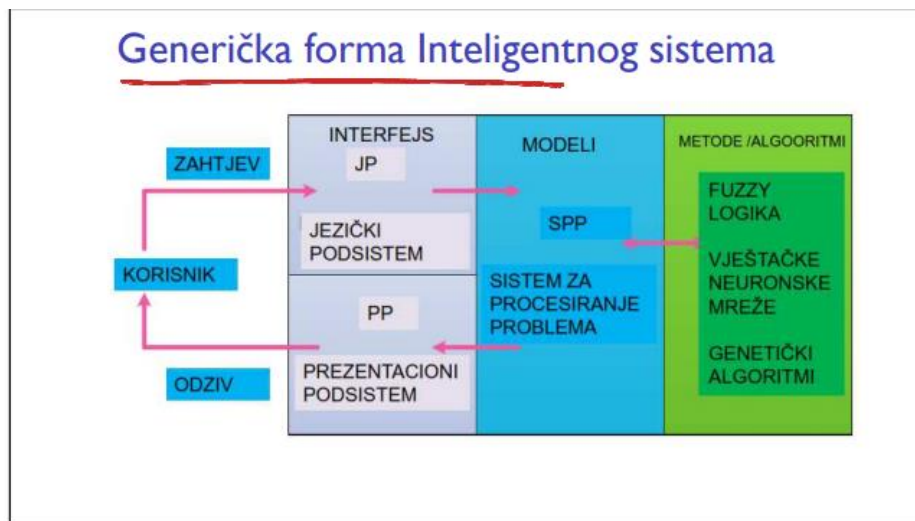 Generička forma Inteligentnog sistema
ZAHTJEV
KORISNIK
ODZIV
INTERFEJS
JP
JEZIČKI
PODSISTEM
PP
PREZENTACIONI
PODSISTEM
MODELI
SPP
SISTEM ZA
PROCESIRANJE
PROBLEMA
METODE /ALGOORITMI
FUZZY
LOGIKA
VJEŠTAČKE
NEURONSKE
MREŽE
GENETIČKI
ALGORITMI